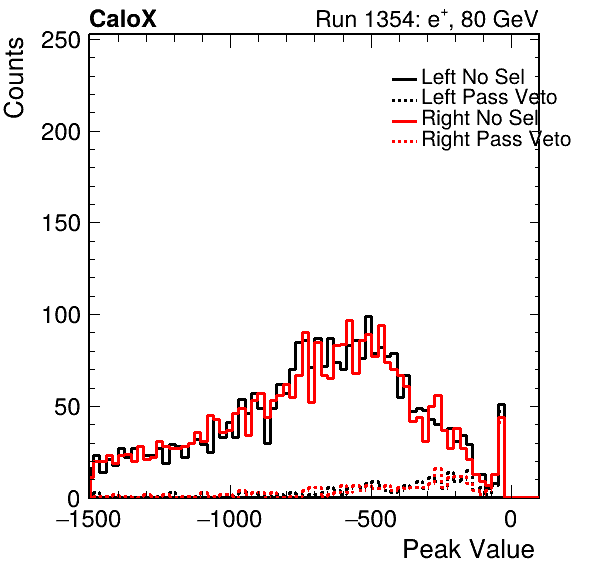 CaloX Run 1354: e⁺, 80 GeV
Counts
250
200
150
100
50
0
Left No Sel
Left Pass Veto
Right No Sel
Right Pass Veto
−1500 −1000 −500 0
Peak Value